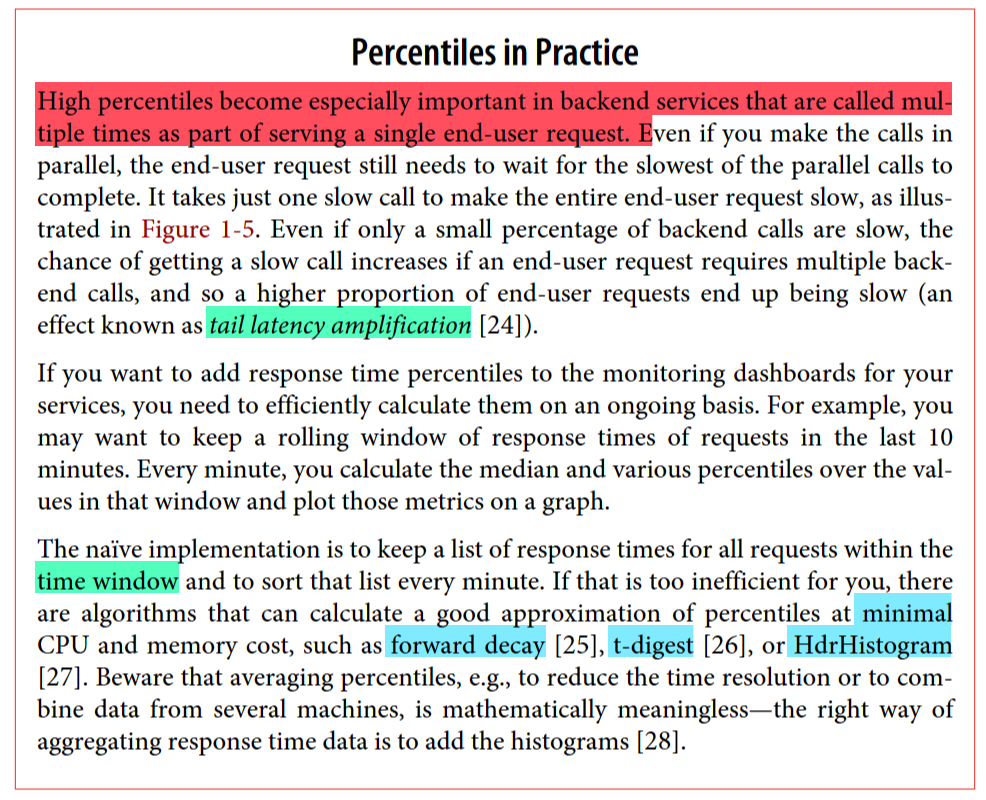 Percentiles in Practice
High percentiles become especially important in backend services that are called mul-
tiple times as part of serving a single end-user request. Even if you make the calls in
parallel, the end-user request still needs to wait for the slowest of the parallel calls to
complete. It takes just one slow call to make the entire end-user request slow, as illus-
trated in Figure 1-5. Even if only a small percentage of backend calls are slow, the
chance of getting a slow call increases if an end-user request requires multiple back-
end calls, and so a higher proportion of end-user requests end up being slow (an
effect known as tail latency amplification [24]).
If you want to add response time percentiles to the monitoring dashboards for your
services, you need to efficiently calculate them on an ongoing basis. For example, you
may want to keep a rolling window of response times of requests in the last 10
minutes. Every minute, you calculate the median and various percentiles over the val-
ues in that window and plot those metrics on a graph.
The naïve implementation is to keep a list of response times for all requests within the
time window and to sort that list every minute. If that is too inefficient for you, there
are algorithms that can calculate a good approximation of percentiles at minimal
CPU and memory cost, such as forward decay [25], t-digest [26], or HdrHistogram
[27]. Beware that averaging percentiles, e.g., to reduce the time resolution or to com-
bine data from several machines, is mathematically meaningless—the right way of
aggregating response time data is to add the histograms [28].